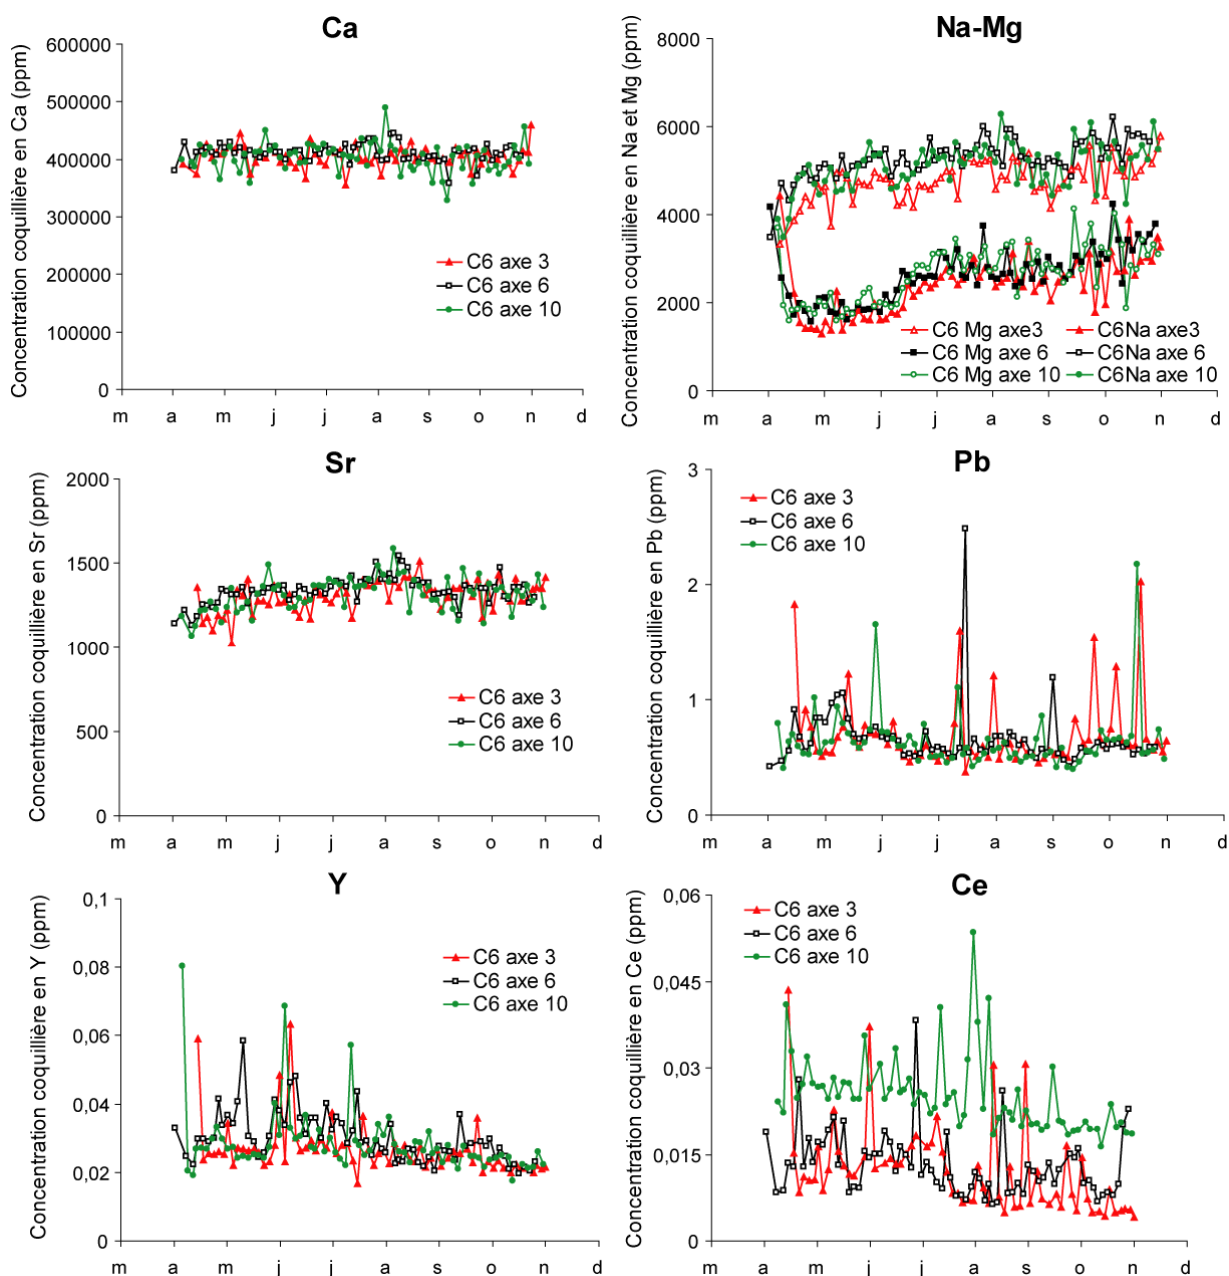 Ca
Concentration coquillière en Ca (ppm)
600000
500000
400000
300000
200000
100000
0
C6 axe 3
C6 axe 6
C6 axe 10
m a m j j a s o n d
Na-Mg
Concentration coquillière en Na et Mg (ppm)
8000
6000
4000
2000
0
C6 Mg axe3 C6Na axe3
C6 Mg axe 6 C6Na axe 6
C6 Mg axe 10 C6Na axe 10
m a m j j a s o n d
Sr
Concentration coquillière en Sr (ppm)
2000
1500
1000
500
0
C6 axe 3
C6 axe 6
C6 axe 10
m a m j j a s o n d
Pb
Concentration coquillière en Pb (ppm)
3
2
1
0
C6 axe 3
C6 axe 6
C6 axe 10
m a m j j a s o n d
Y
Concentration coquillière en Y (ppm)
0,1
0,08
0,06
0,04
0,02
0
C6 axe 3
C6 axe 6
C6 axe 10
m a m j j a s o n d
Ce
Concentration coquillière en Ce (ppm)
0,06
0,045
0,03
0,015
0
C6 axe 3
C6 axe 6
C6 axe 10
m a m j j a s o n d